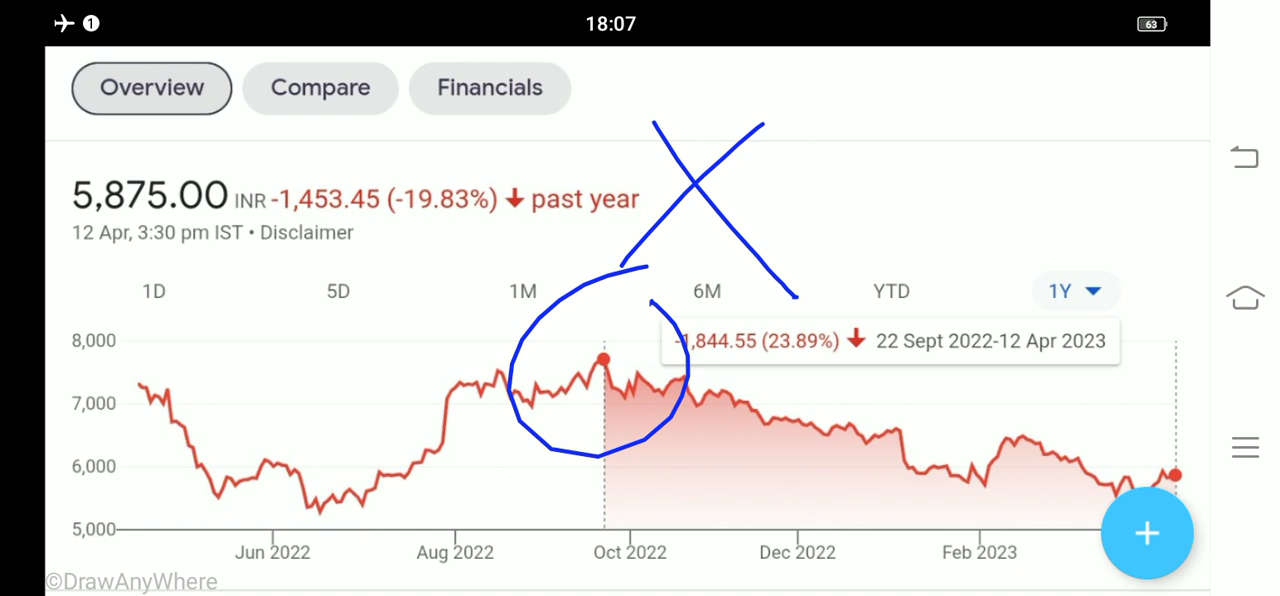 1 18:07 63
Overview Compare Financials
5,875.00 INR -1,453.45 (-19.83%) past year
12 Apr, 3:30 pm IST • Disclaimer
1D 5D 1M 6M YTD 1Y
-1,844.55 (23.89%) 22 Sept 2022-12 Apr 2023
8,000
7,000
6,000
5,000
Jun 2022 Aug 2022 Oct 2022 Dec 2022 Feb 2023
©DrawAnyWhere